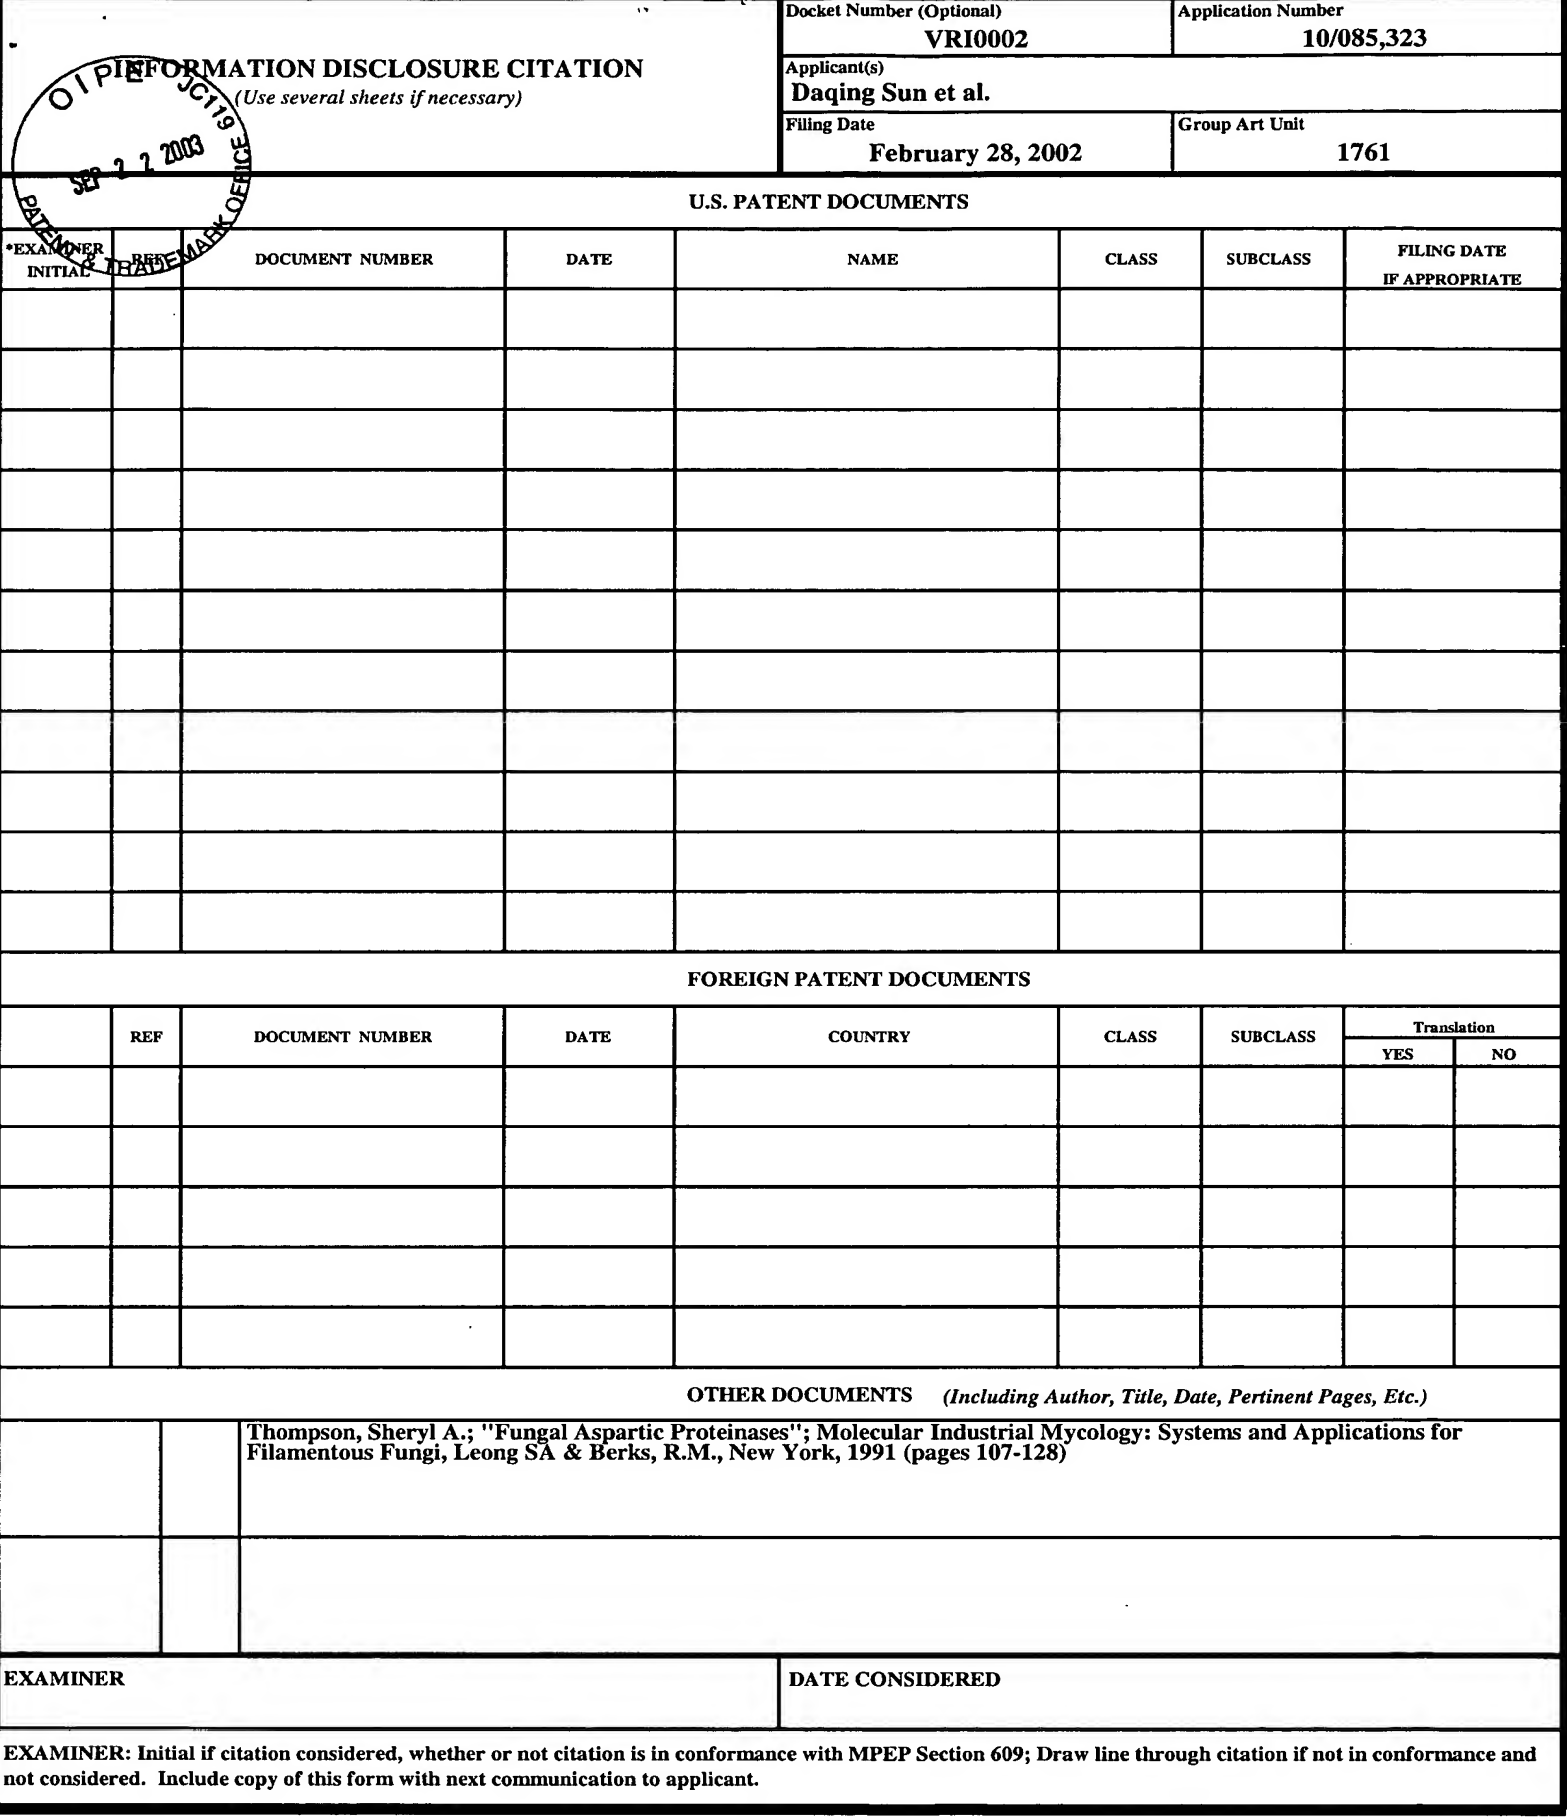 Docket Number (Optional)
VRI0002
Application Number
10/085,323
INFORMATION DISCLOSURE CITATION
(Use several sheets if necessary)
Applicant(s)
Daqing Sun et al.
Filing Date
February 28, 2002
Group Art Unit
1761
OIPE JC119
SEP 2 2 2003
PATENT & TRADEMARK OFFICE
U.S. PATENT DOCUMENTS
*EXAMINER
INITIAL
REF
DOCUMENT NUMBER
DATE
NAME
CLASS
SUBCLASS
FILING DATE
IF APPROPRIATE
FOREIGN PATENT DOCUMENTS
REF
DOCUMENT NUMBER
DATE
COUNTRY
CLASS
SUBCLASS
Translation
YES
NO
OTHER DOCUMENTS (Including Author, Title, Date, Pertinent Pages, Etc.)
Thompson, Sheryl A.; "Fungal Aspartic Proteinases"; Molecular Industrial Mycology: Systems and Applications for
Filamentous Fungi, Leong SA & Berks, R.M., New York, 1991 (pages 107-128)
EXAMINER
DATE CONSIDERED
EXAMINER: Initial if citation considered, whether or not citation is in conformance with MPEP Section 609; Draw line through citation if not in conformance and
not considered. Include copy of this form with next communication to applicant.